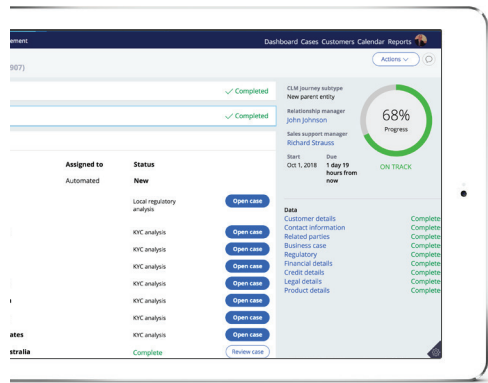 ement
Dashboard Cases Customers Calendar Reports
907)
Actions
Completed
Completed
CLM journey subtype
New parent entity
Relationship manager
John Johnson
Sales support manager
Richard Strauss
Start Due
Oct 1, 2018 1 day 19
hours from
now
68%
Progress
ON TRACK
Assigned to Status
Automated New
Local regulatory
analysis Open case
KYC analysis Open case
KYC analysis Open case
KYC analysis Open case
KYC analysis Open case
KYC analysis Open case
KYC analysis Open case
ates KYC analysis Open case
stralia Complete Review case
Data
Customer details Complete
Contact information Complete
Related parties Complete
Business case Complete
Regulatory Complete
Financial details Complete
Credit details Complete
Legal details Complete
Product details Complete